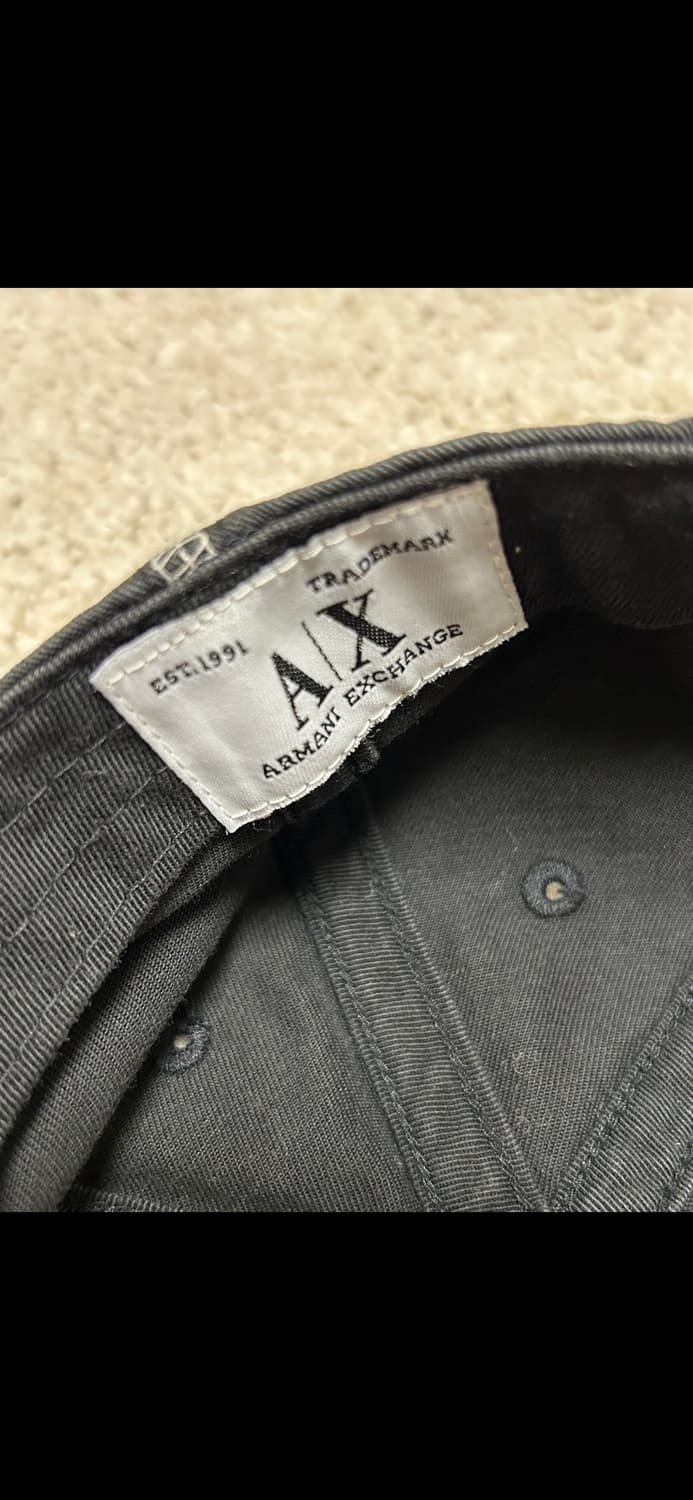 TRADEMARK
EST.1991
A|X
ARMANI EXCHANGE